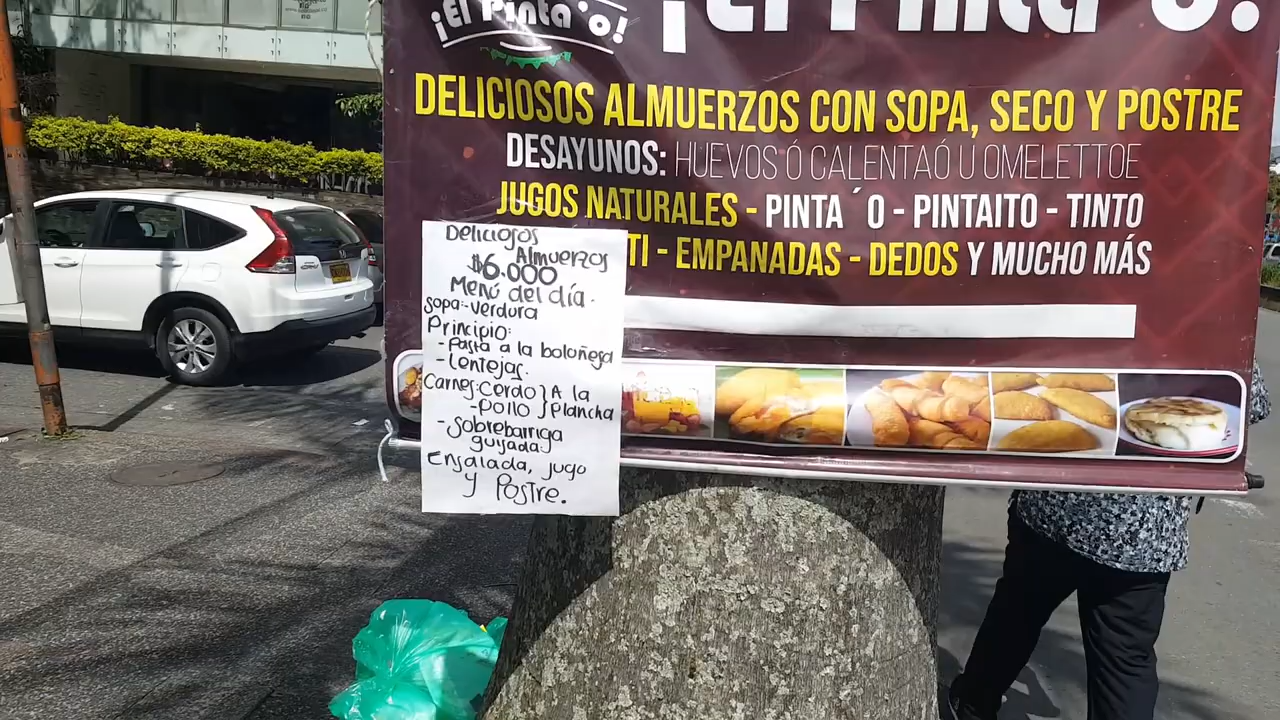 ¡El Pinta'o!
¡El Pinta'o!
DELICIOSOS ALMUERZOS CON SOPA, SECO Y POSTRE
DESAYUNOS: HUEVOS Ó CALENTAÓ U OMELETTOE
JUGOS NATURALES - PINTA´O - PINTAITO - TINTO
TI - EMPANADAS - DEDOS Y MUCHO MÁS
Deliciosos
Almuerzos
$6.000
Menú del día.
Sopa:-Verdura
Principio:
-Pasta a la boloñesa
-Lentejas.
Carnes:Cerdo } A la
-Pollo } Plancha
-Sobrebarriga
guisada
Ensalada, jugo
y Postre.